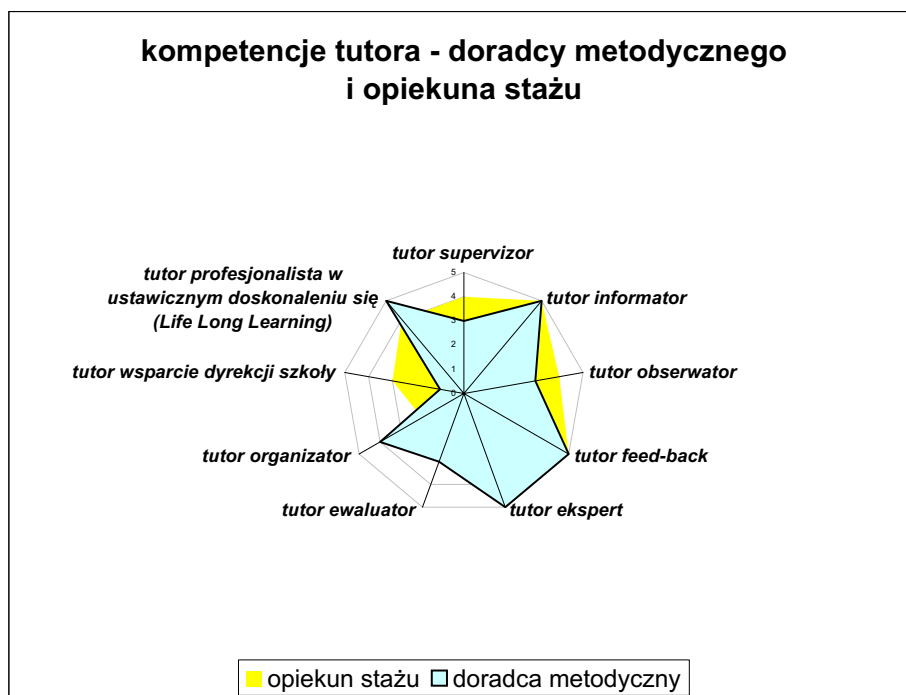 kompetencje tutora - doradcy metodycznego
i opiekuna stażu
tutor supervizor
5
4
3
2
1
0
tutor informator
tutor obserwator
tutor feed-back
tutor ekspert
tutor ewaluator
tutor organizator
tutor wsparcie dyrekcji szkoły
tutor profesjonalista w
ustawicznym doskonaleniu się
(Life Long Learning)
opiekun stażu doradca metodyczny